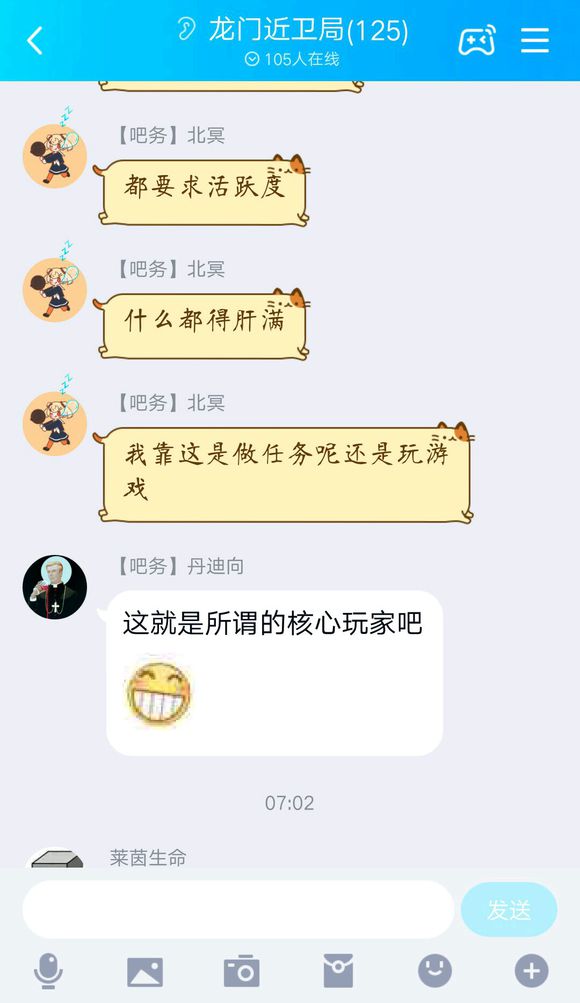 龙门近卫局(125)
105人在线
【吧务】北冥
都要求活跃度
【吧务】北冥
什么都得肝满
【吧务】北冥
我靠这是做任务呢还是玩游
戏
【吧务】丹迪向
这就是所谓的核心玩家吧
07:02
莱茵生命
发送